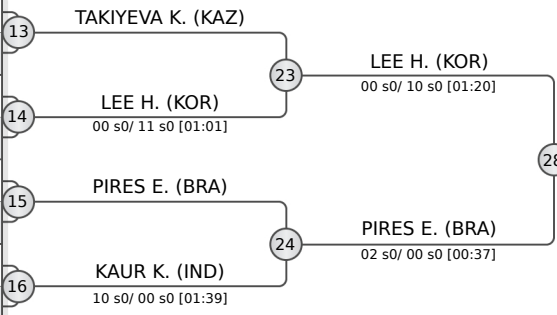 13
TAKIYEVA K. (KAZ)
23
LEE H. (KOR)
00 s0/ 10 s0 [01:20]
14
LEE H. (KOR)
00 s0/ 11 s0 [01:01]
28
15
PIRES E. (BRA)
24
PIRES E. (BRA)
02 s0/ 00 s0 [00:37]
16
KAUR K. (IND)
10 s0/ 00 s0 [01:39]